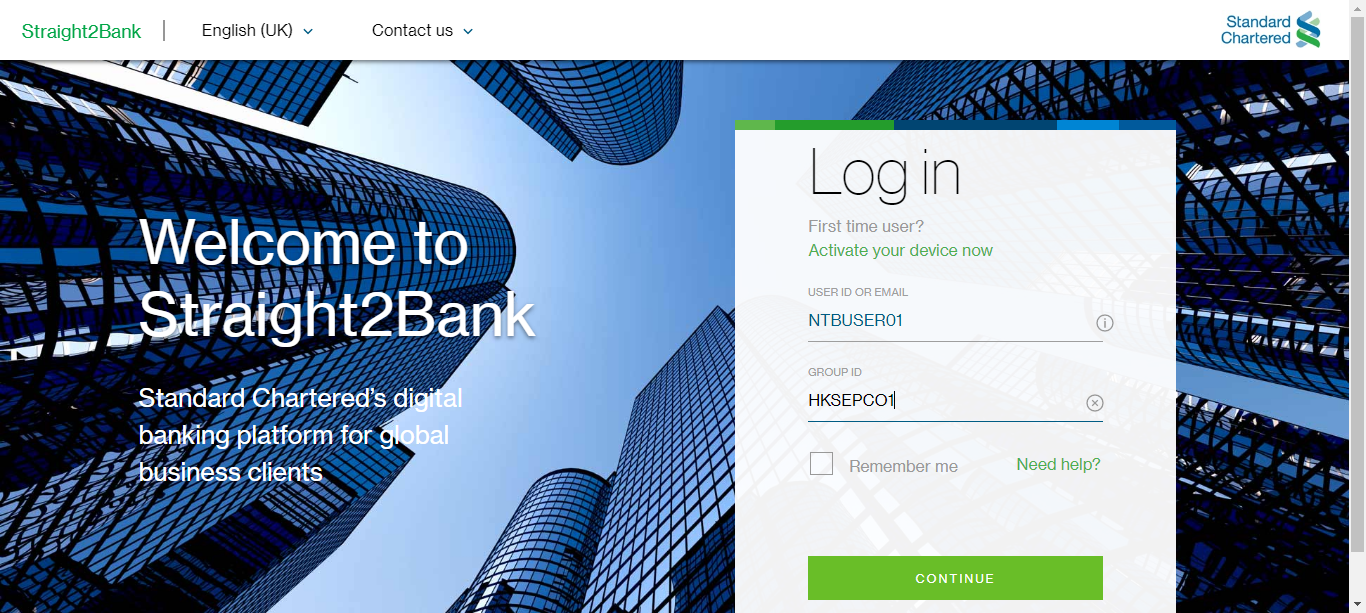 Straight2Bank
English (UK)
Contact us
Standard
Chartered
Welcome to
Straight2Bank
Standard Chartered's digital
banking platform for global
business clients
Log in
First time user?
Activate your device now
USER ID OR EMAIL
NTBUSER01
GROUP ID
HKSEPCO1
Remember me
Need help?
CONTINUE